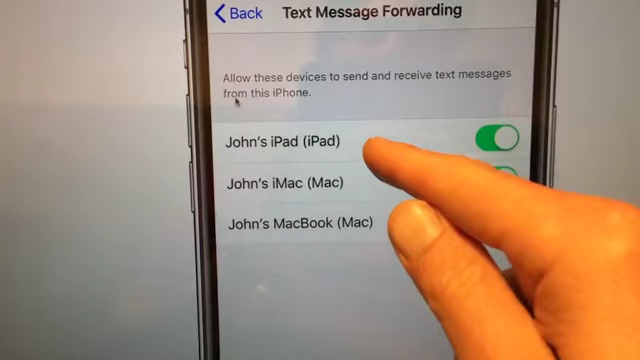 Back Text Message Forwarding
Allow these devices to send and receive text messages
from this iPhone.
John's iPad (iPad)
John's iMac (Mac)
John's MacBook (Mac)